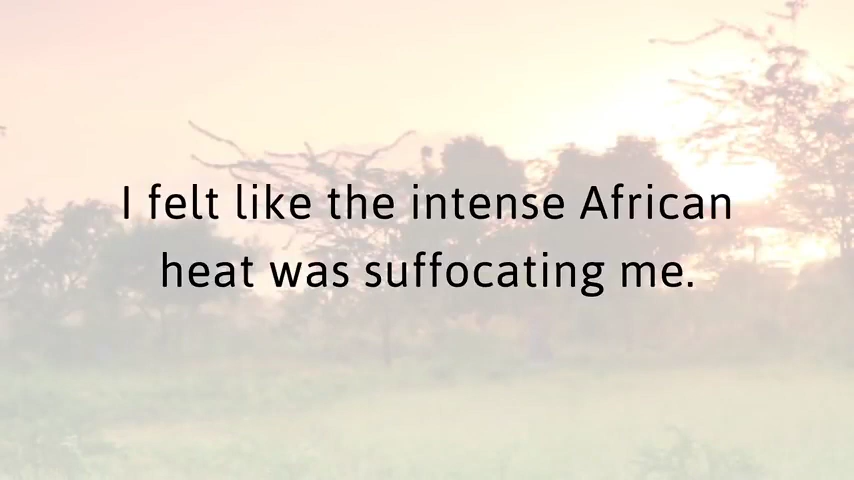 I felt like the intense African
heat was suffocating me.